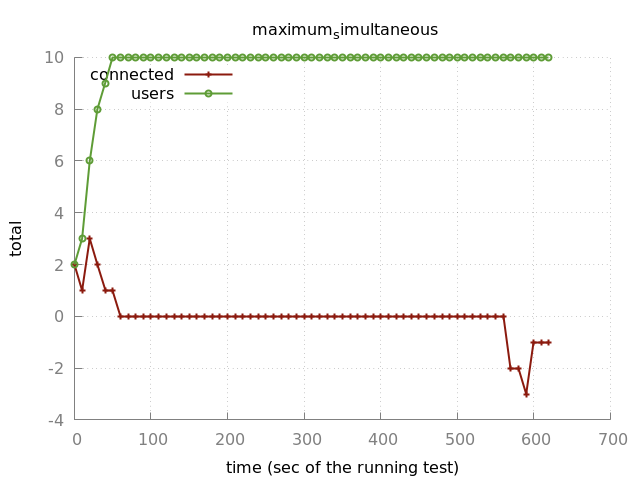 maximumsimultaneous
connected
users
10
8
6
4
2
0
-2
-4
total
0 100 200 300 400 500 600 700
time (sec of the running test)